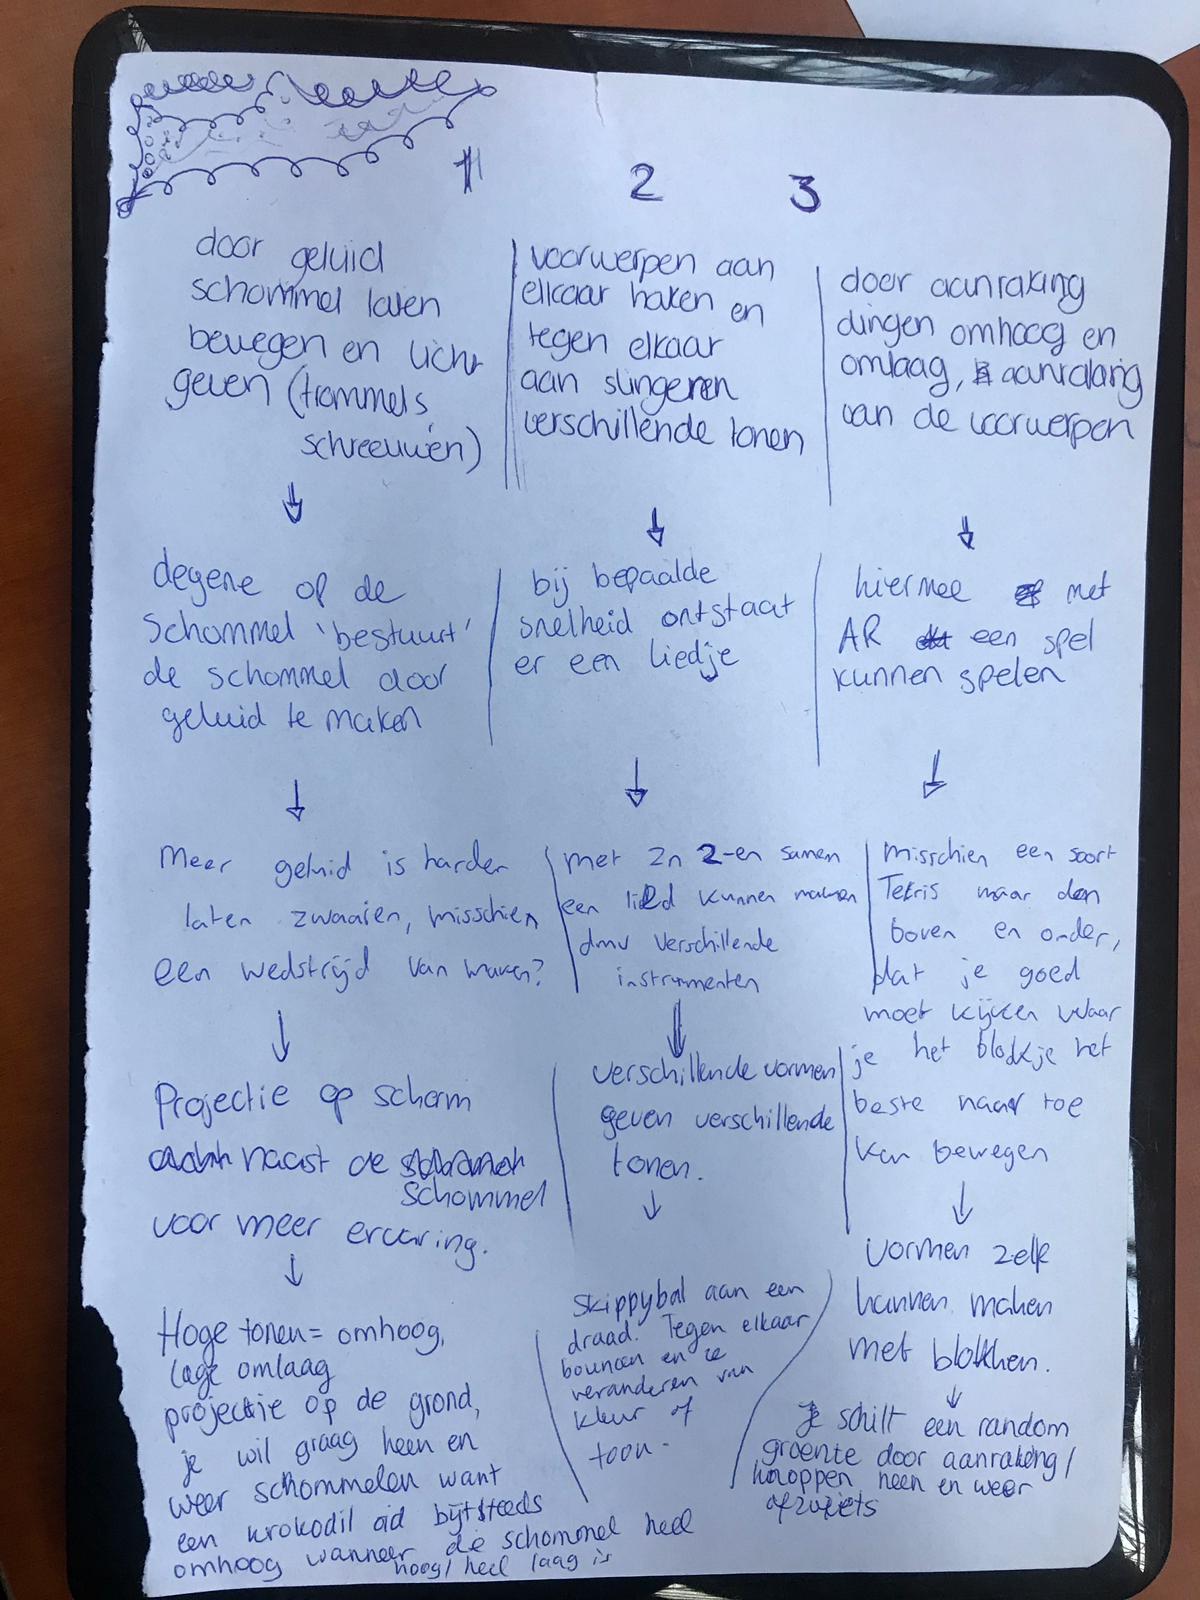 1 2 3
door geluid
schommel laten
bewegen en licht
geven (trommels,
schreeuwen)
degene op de
schommel 'bestuurt'
de schommel door
geluid te maken
Meer geluid is harder
laten zwaaien, misschien
een wedstrijd van maken?
Projectie op scherm
naast de
schommel
voor meer ervaring.
Hoge tonen = omhoog,
lage omlaag
projectie op de grond,
je wil graag heen en
weer schommelen want
een krokodil oid bijt steeds
omhoog wanneer de schommel heel
hoog/heel laag is
voorwerpen aan
elkaar haken en
tegen elkaar
aan slingeren
verschillende tonen
bij bepaalde
snelheid ontstaat
er een liedje
met zn 2-en samen
een lied kunnen maken
dmv verschillende
instrumenten
verschillende vormen
geven verschillende
tonen.
Skippybal aan een
draad. Tegen elkaar
bouncen en ze
veranderen van
kleur of
toon.
door aanraking
dingen omhoog en
omlaag, aanraking
van de voorwerpen
hiermee met
AR een spel
kunnen spelen
misschien een soort
Tetris maar dan
boven en onder,
dat je goed
moet kijken waar
je het blokje het
beste naar toe
kan bewegen
vormen zelf
kunnen maken
met blokken.
Je schilt een random
groente door aanraking/
knoppen heen en weer
of zoiets